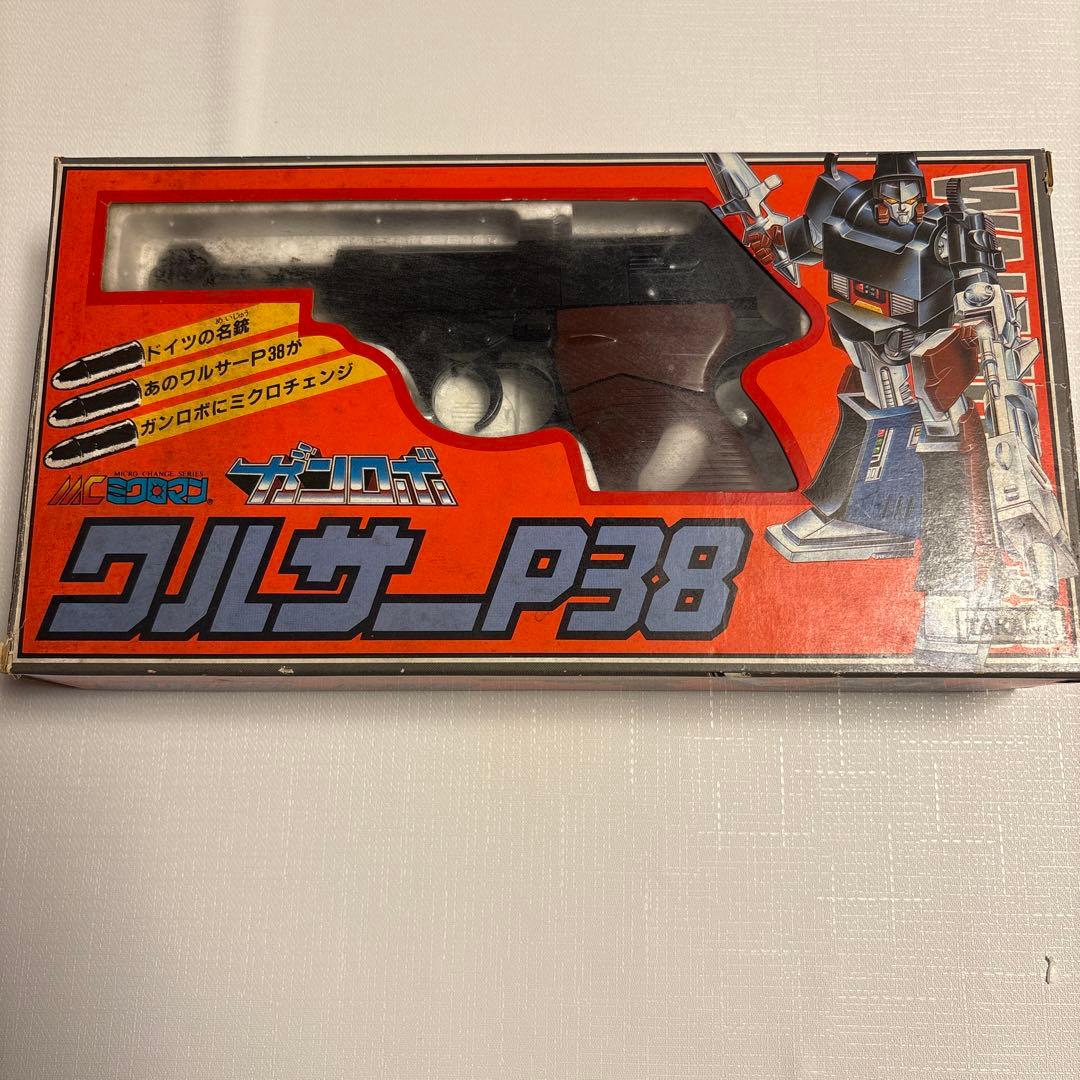 ドイツの名銃
めいじゅう
あのワルサーP38が
ガンロボにミクロチェンジ
MICRO CHANGE SERIES
MC ミクロマン®
ガンロボ
ワルサーP38
TAKARA